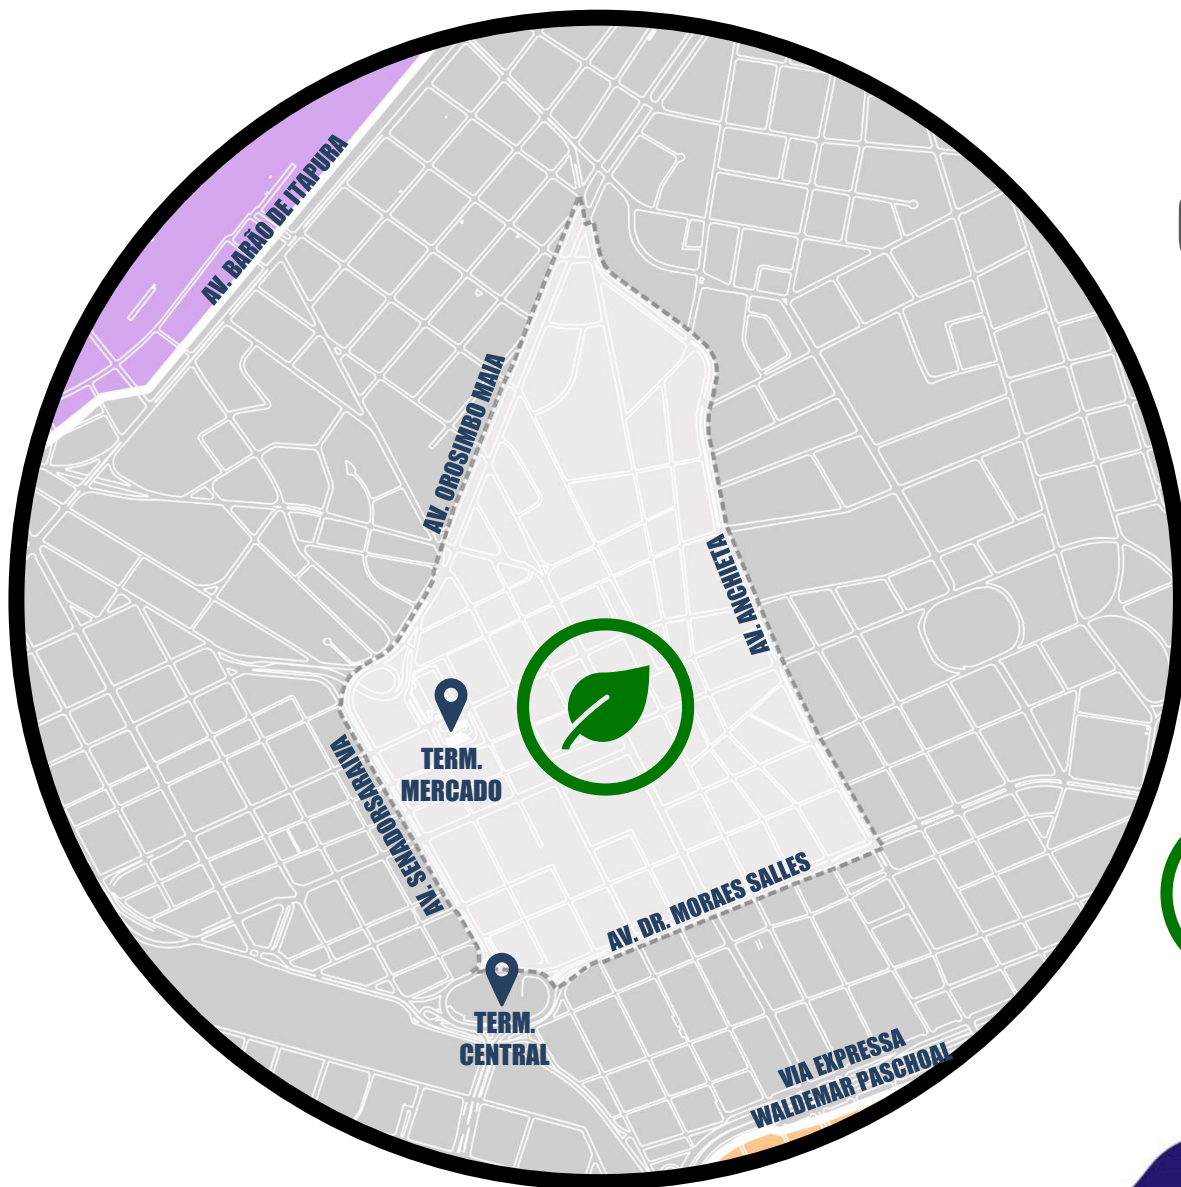 AV. BARÃO DE ITAPURA
AV. OROSIMBO MAIA
AV. ANCHIETA
TERM.
MERCADO
AV. SENADORSARAIVA
AV. DR. MORAES SALLES
TERM.
CENTRAL
VIA EXPRESSA
WALDEMAR PASCHOAL